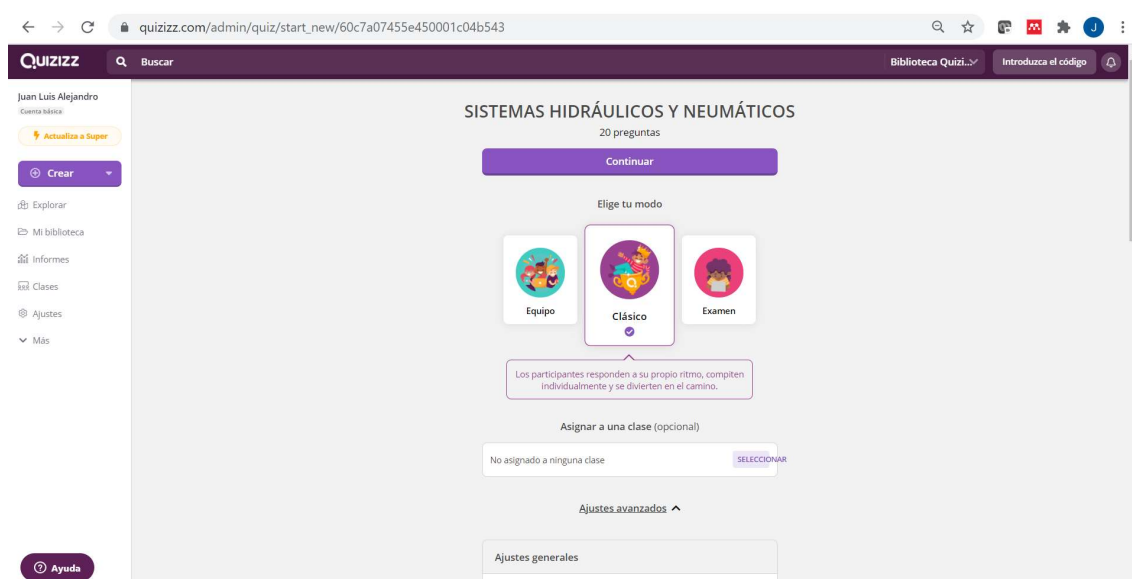 quizizz.com/admin/quiz/start_new/60c7a07455e450001c04b543
J
QUIZIZZ
Buscar
Biblioteca Quizi..
Introduzca el código
Juan Luis Alejandro
Cuenta básica
Actualiza a Super
Crear
Explorar
Mi biblioteca
Informes
Clases
Ajustes
Más
Ayuda
SISTEMAS HIDRÁULICOS Y NEUMÁTICOS
20 preguntas
Continuar
Elige tu modo
Equipo
Clásico
Examen
Los participantes responden a su propio ritmo, compiten
individualmente y se divierten en el camino.
Asignar a una clase (opcional)
No asignado a ninguna clase
SELECCIONAR
Ajustes avanzados
Ajustes generales